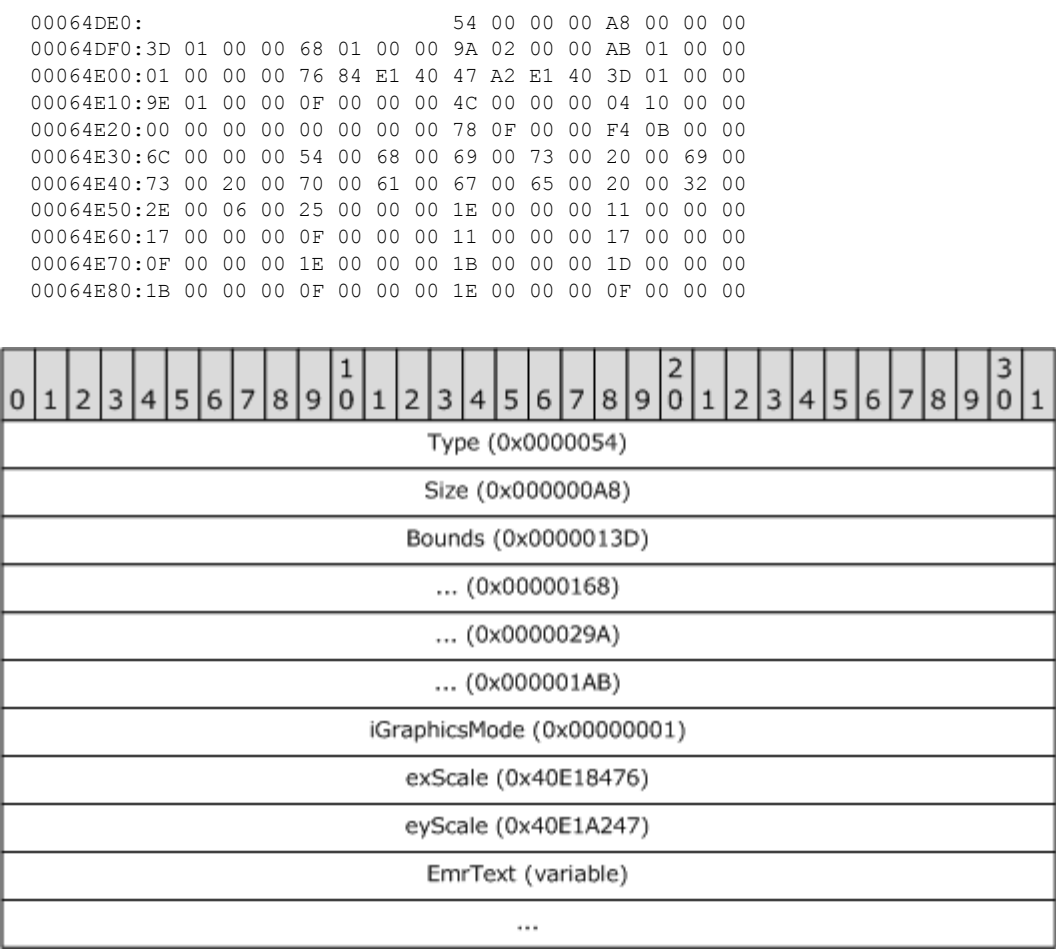 00064DE0: 54 00 00 00 A8 00 00 00
00064DF0:3D 01 00 00 68 01 00 00 9A 02 00 00 AB 01 00 00
00064E00:01 00 00 00 76 84 E1 40 47 A2 E1 40 3D 01 00 00
00064E10:9E 01 00 00 0F 00 00 00 4C 00 00 00 04 10 00 00
00064E20:00 00 00 00 00 00 00 00 78 0F 00 00 F4 0B 00 00
00064E30:6C 00 00 00 54 00 68 00 69 00 73 00 20 00 69 00
00064E40:73 00 20 00 70 00 61 00 67 00 65 00 20 00 32 00
00064E50:2E 00 06 00 25 00 00 00 1E 00 00 00 11 00 00 00
00064E60:17 00 00 00 0F 00 00 00 11 00 00 00 17 00 00 00
00064E70:0F 00 00 00 1E 00 00 00 1B 00 00 00 1D 00 00 00
00064E80:1B 00 00 00 0F 00 00 00 1E 00 00 00 0F 00 00 00
1 2 3
0 1 2 3 4 5 6 7 8 9 0 1 2 3 4 5 6 7 8 9 0 1 2 3 4 5 6 7 8 9 0 1
Type (0x0000054)
Size (0x000000A8)
Bounds (0x0000013D)
... (0x00000168)
... (0x0000029A)
... (0x000001AB)
iGraphicsMode (0x00000001)
exScale (0x40E18476)
eyScale (0x40E1A247)
EmrText (variable)
...